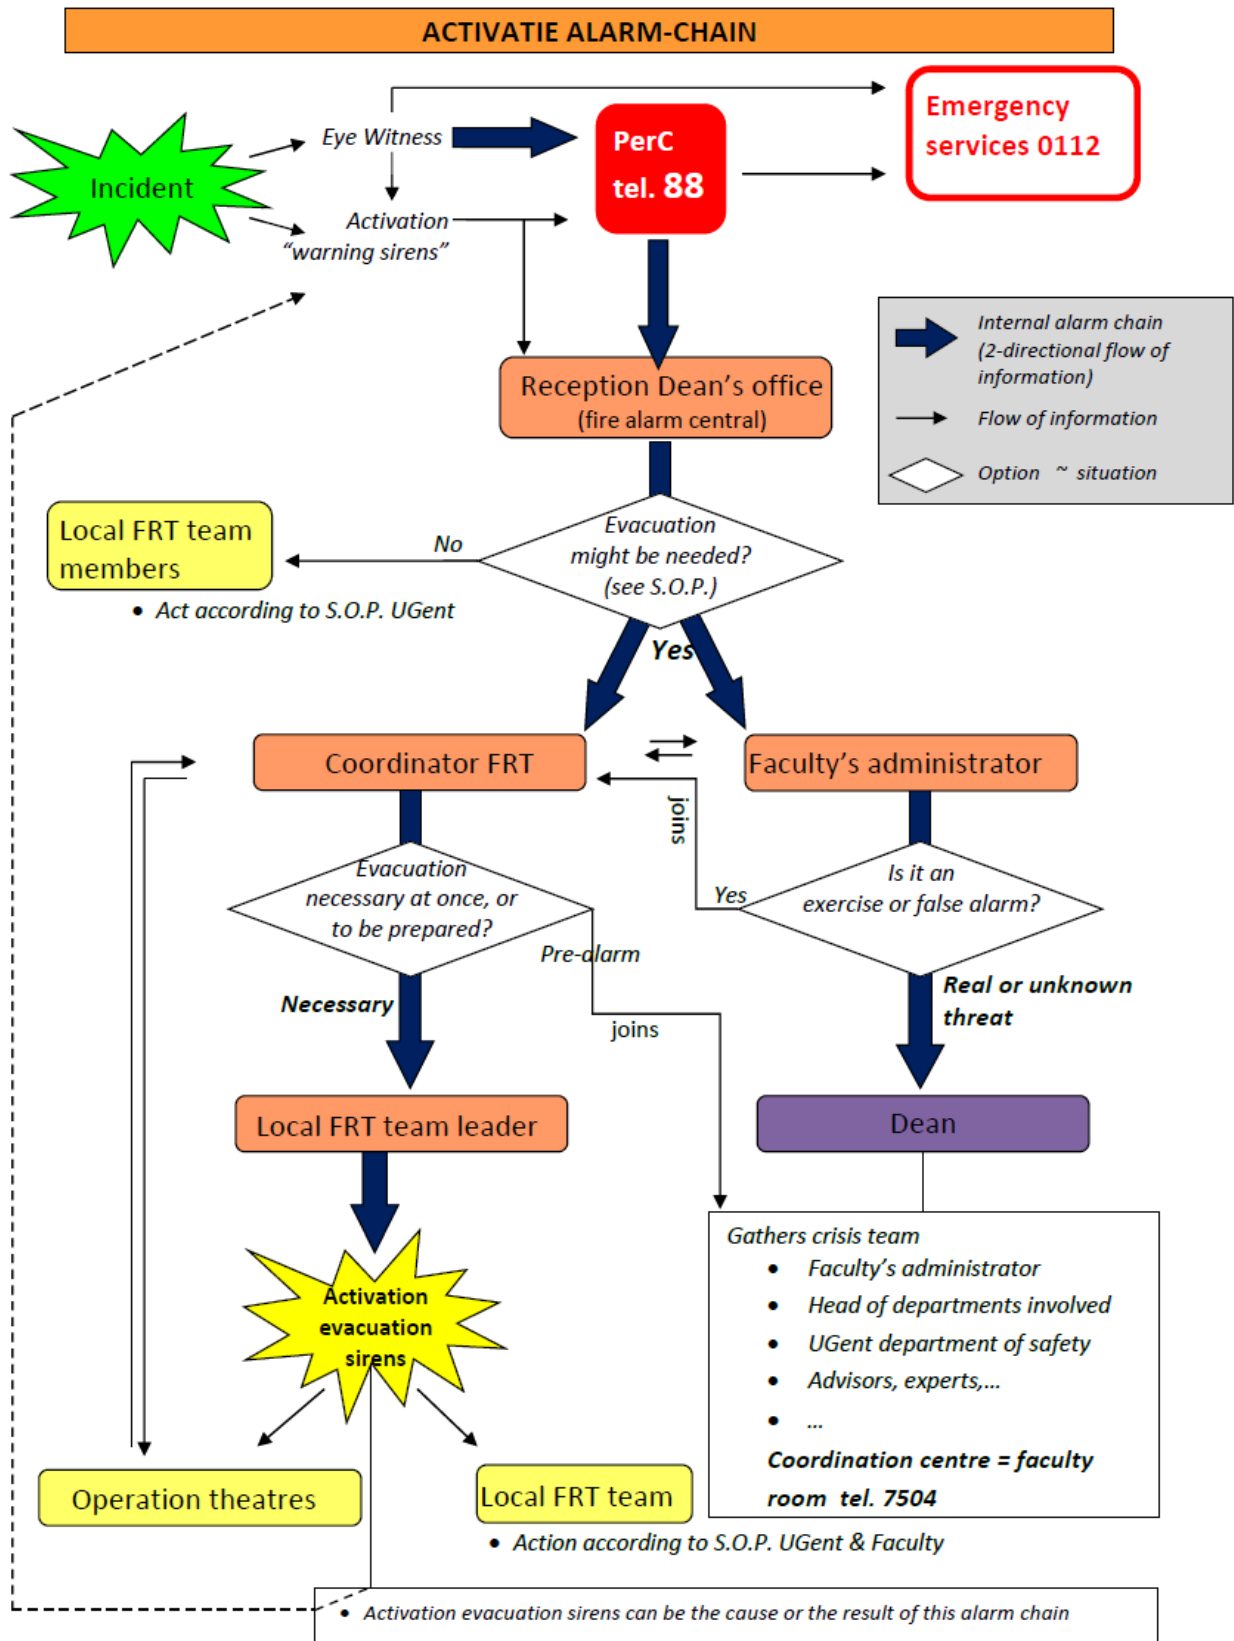 ACTIVATIE ALARM-CHAIN
Emergency
services 0112
Eye Witness
PerC
tel. 88
Incident
Activation
“warning sirens”
Internal alarm chain
(2-directional flow of
information)
Flow of information
Option ~ situation
Reception Dean’s office
(fire alarm central)
Evacuation
might be needed?
(see S.O.P.)
No
Local FRT team
members
• Act according to S.O.P. UGent
Yes
Coordinator FRT
Faculty’s administrator
joins
Evacuation
necessary at once, or
to be prepared?
Is it an
exercise or false alarm?
Yes
Pre-alarm
Necessary
joins
Real or unknown
threat
Local FRT team leader
Dean
Gathers crisis team
• Faculty’s administrator
• Head of departments involved
• UGent department of safety
• Advisors, experts,...
• ...
Coordination centre = faculty
room tel. 7504
Activation
evacuation
sirens
Operation theatres
Local FRT team
• Action according to S.O.P. UGent & Faculty
• Activation evacuation sirens can be the cause or the result of this alarm chain